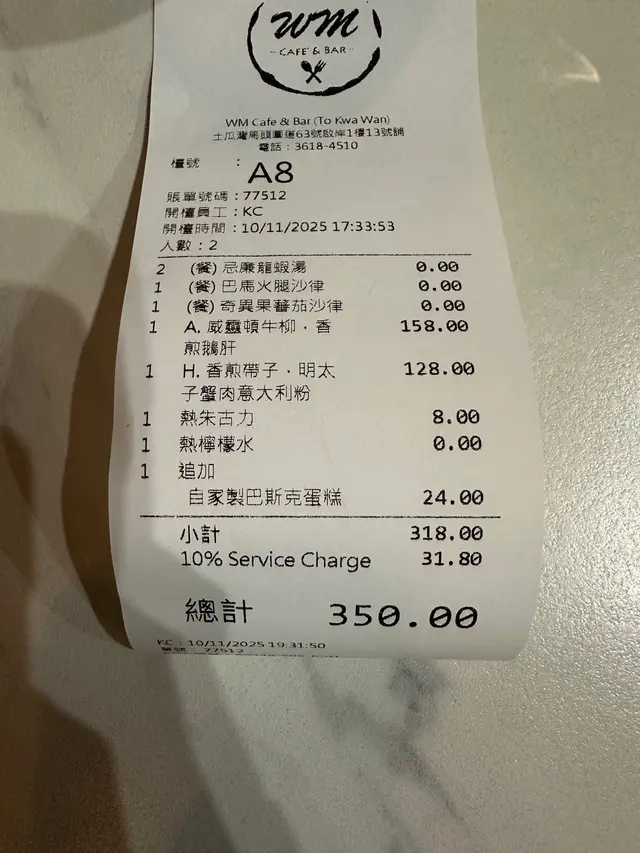 WM
- CAFE & BAR -
WM Cafe & Bar (To Kwa Wan)
土瓜灣馬頭圍道63號啟岸1樓13號舖
電話：3618-4510
檯號 ：
A8
賬單號碼：77512
開檯員工：KC
開檯時間：10/11/2025 17:33:53
人數：2
2 (餐) 忌廉龍蝦湯 0.00
1 (餐) 巴馬火腿沙律 0.00
1 (餐) 奇異果蕃茄沙律 0.00
1 A. 威靈頓牛柳，香 158.00
煎鵝肝
1 H. 香煎帶子，明太 128.00
子蟹肉意大利粉
1 熱朱古力 8.00
1 熱檸檬水 0.00
1 追加
自家製巴斯克蛋糕 24.00
小計 318.00
10% Service Charge 31.80
總計 350.00
KC：10/11/2025 19:31:50
單號：77512